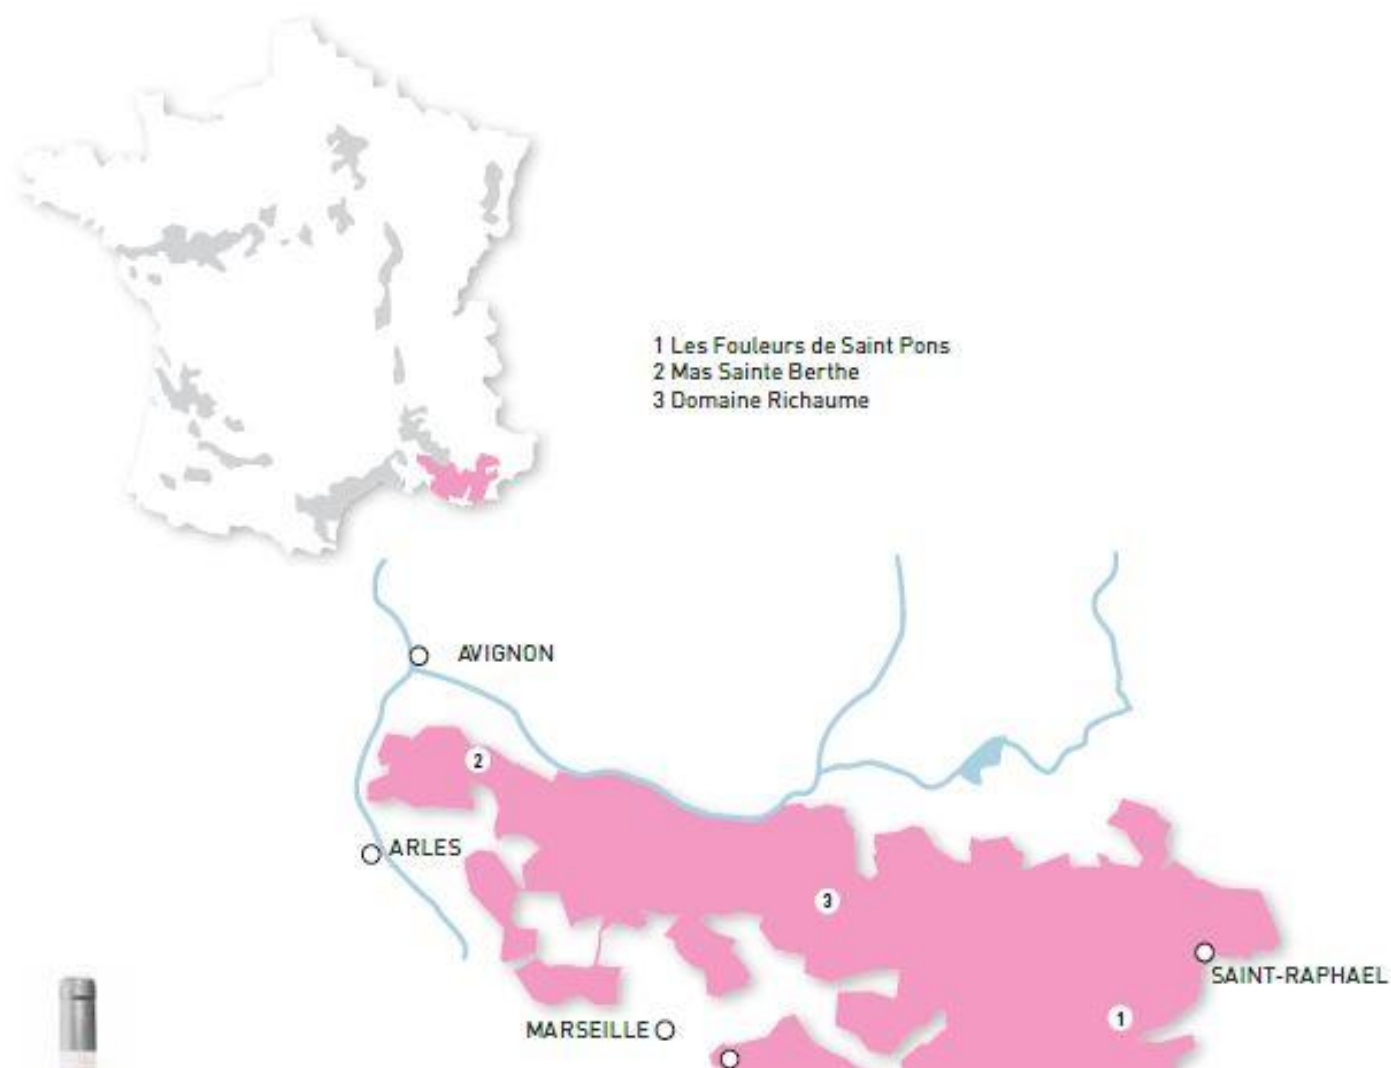 1 Les Fouleurs de Saint Pons
2 Mas Sainte Berthe
3 Domaine Richaume
AVIGNON
2
ARLES
3
SAINT-RAPHAEL
1
MARSEILLE